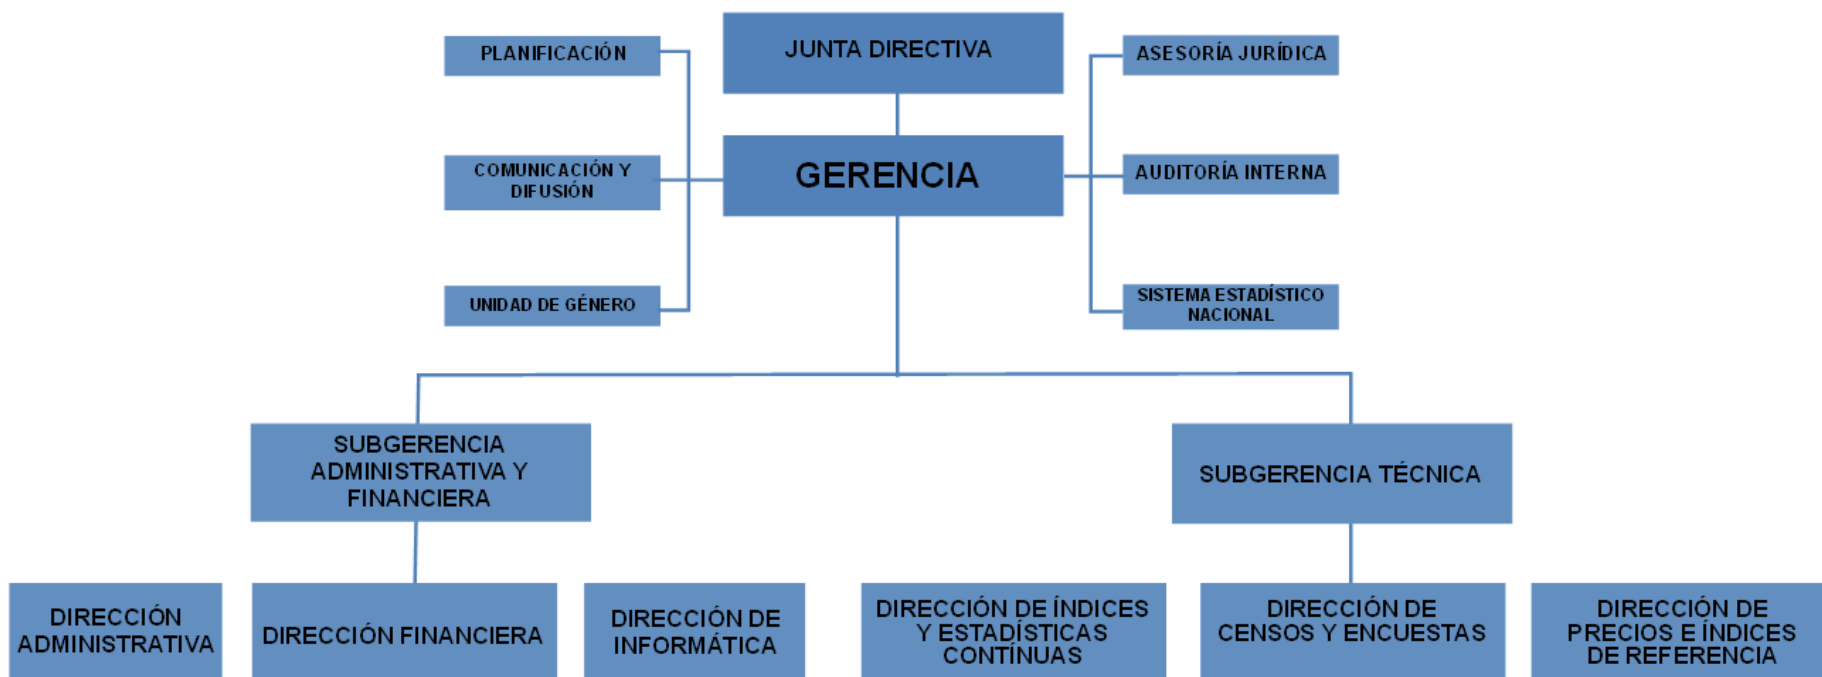 JUNTA DIRECTIVA
PLANIFICACIÓN
ASESORÍA JURÍDICA
GERENCIA
COMUNICACIÓN Y
DIFUSIÓN
AUDITORÍA INTERNA
UNIDAD DE GÉNERO
SISTEMA ESTADÍSTICO
NACIONAL
SUBGERENCIA
ADMINISTRATIVA Y
FINANCIERA
SUBGERENCIA TÉCNICA
DIRECCIÓN
ADMINISTRATIVA
DIRECCIÓN FINANCIERA
DIRECCIÓN DE
INFORMÁTICA
DIRECCIÓN DE ÍNDICES
Y ESTADÍSTICAS
CONTÍNUAS
DIRECCIÓN DE
CENSOS Y ENCUESTAS
DIRECCIÓN DE
PRECIOS E ÍNDICES
DE REFERENCIA